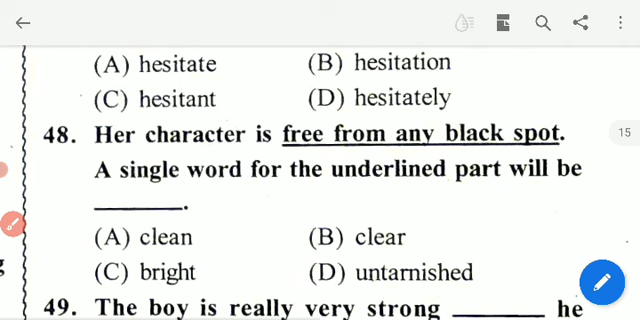 (A) hesitate (B) hesitation
(C) hesitant (D) hesitately
48. Her character is free from any black spot.
A single word for the underlined part will be
________.
(A) clean (B) clear
(C) bright (D) untarnished
49. The boy is really very strong ________ he
15